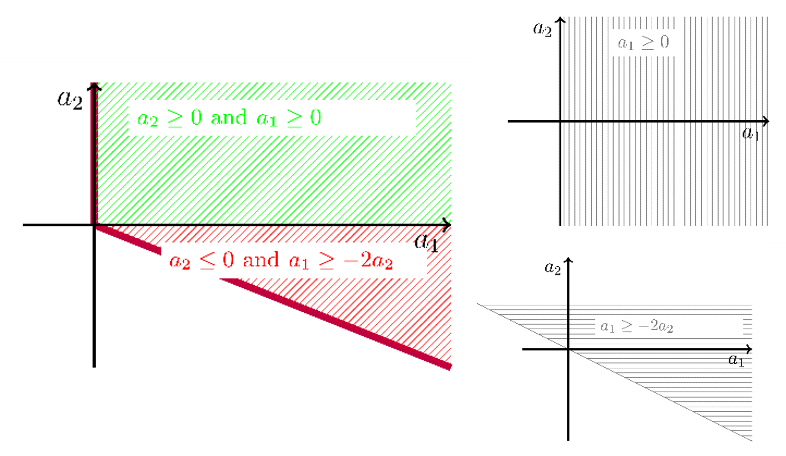 a₂
a₂ ≥ 0 and a₁ ≥ 0
a₁
a₂ ≤ 0 and a₁ ≥ −2a₂
a₂
a₁ ≥ 0
a₁
a₂
a₁ ≥ −2a₂
a₁